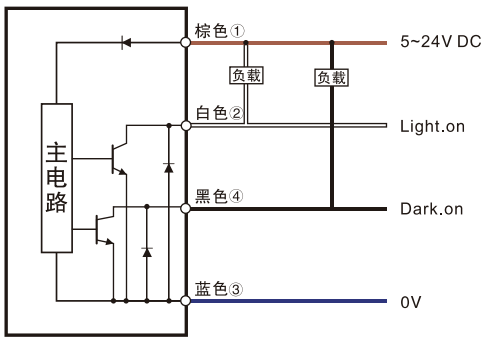 棕色①
5~24V DC
负载
负载
白色②
Light.on
主电路
黑色④
Dark.on
蓝色③
0V